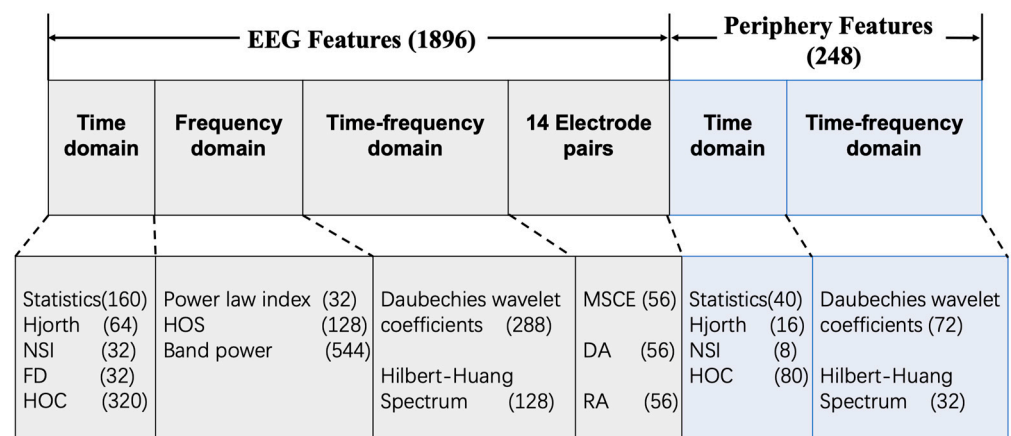 EEG Features (1896)
Periphery Features
(248)
Time
domain
Frequency
domain
Time-frequency
domain
14 Electrode
pairs
Time
domain
Time-frequency
domain
Statistics(160)
Hjorth (64)
NSI (32)
FD (32)
HOC (320)
Power law index (32)
HOS (128)
Band power (544)
Daubechies wavelet
coefficients (288)
Hilbert-Huang
Spectrum (128)
MSCE (56)
DA (56)
RA (56)
Statistics(40)
Hjorth (16)
NSI (8)
HOC (80)
Daubechies wavelet
coefficients (72)
Hilbert-Huang
Spectrum (32)